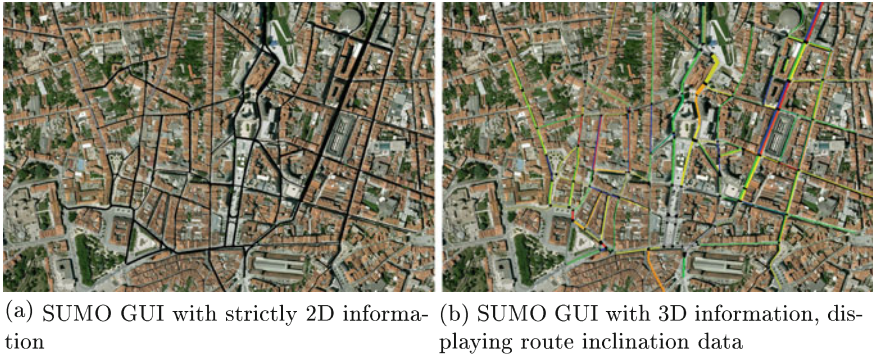 (a) SUMO GUI with strictly 2D informa-
tion
(b) SUMO GUI with 3D information, dis-
playing route inclination data